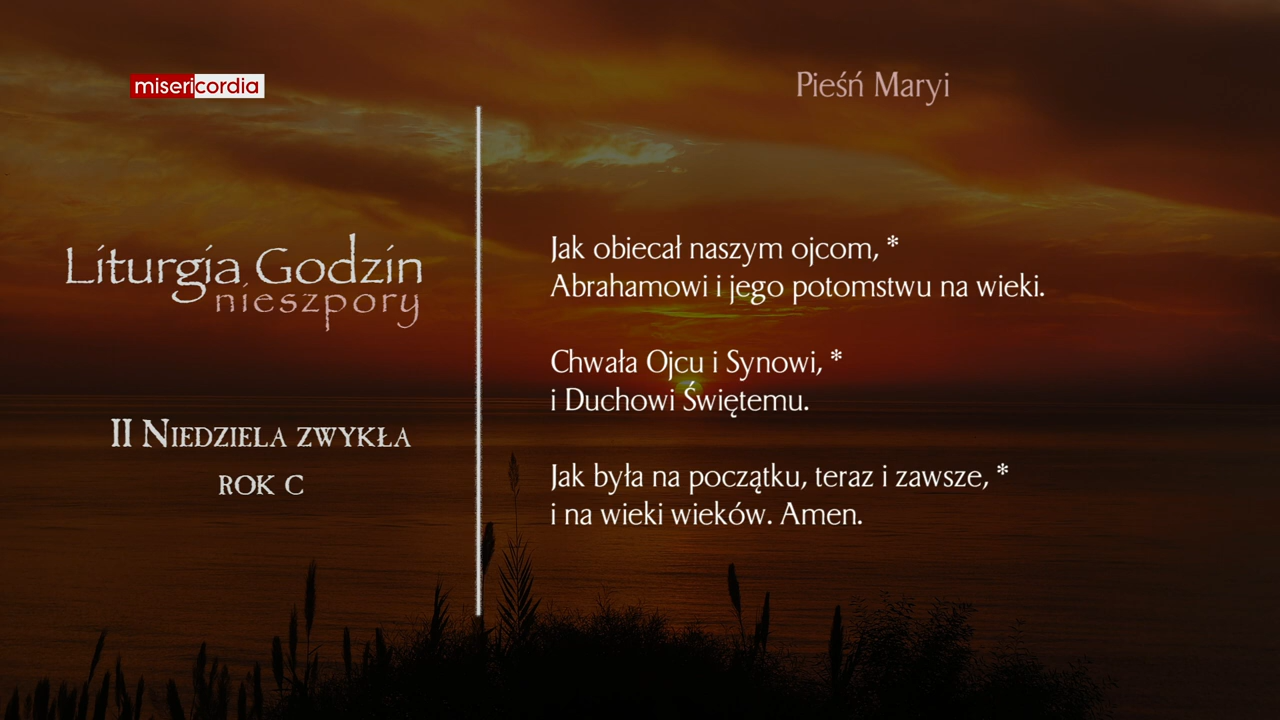 misericordia
Liturgia Godzin
nieszpory
II Niedziela zwykła
rok C
Pieśń Maryi
Jak obiecał naszym ojcom, *
Abrahamowi i jego potomstwu na wieki.
Chwała Ojcu i Synowi, *
i Duchowi Świętemu.
Jak była na początku, teraz i zawsze, *
i na wieki wieków. Amen.